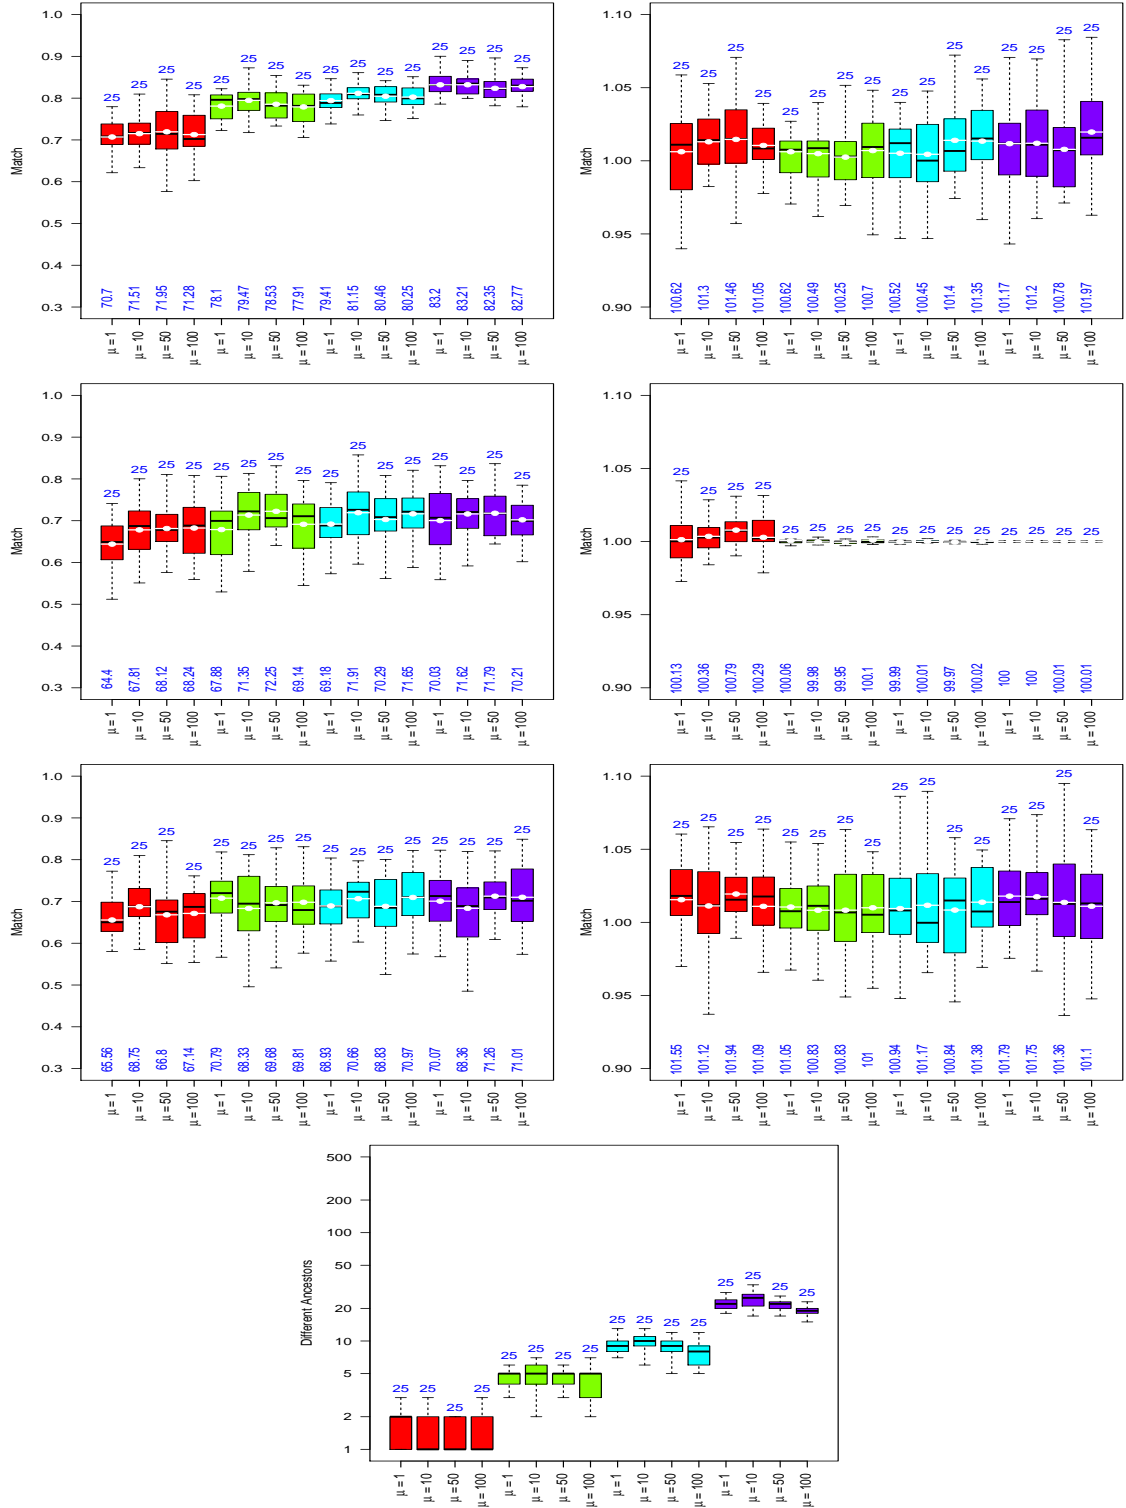 1.0
0.9
0.8
0.7
0.6
0.5
0.4
0.3
Match
25 25 25 25 25 25 25 25 25 25 25 25 25 25 25 25
70.7 71.51 71.95 71.28 78.1 79.47 78.53 77.91 79.41 81.15 80.46 80.25 83.2 83.21 82.35 82.77
μ = 1 μ = 10 μ = 50 μ = 100 μ = 1 μ = 10 μ = 50 μ = 100 μ = 1 μ = 10 μ = 50 μ = 100 μ = 1 μ = 10 μ = 50 μ = 100
1.10
1.05
1.00
0.95
0.90
Match
25 25 25 25 25 25 25 25 25 25 25 25 25 25 25 25
100.62 101.3 101.46 101.05 100.62 100.49 100.25 100.7 100.52 100.45 101.4 101.35 101.17 101.2 100.78 101.97
μ = 1 μ = 10 μ = 50 μ = 100 μ = 1 μ = 10 μ = 50 μ = 100 μ = 1 μ = 10 μ = 50 μ = 100 μ = 1 μ = 10 μ = 50 μ = 100
1.0
0.9
0.8
0.7
0.6
0.5
0.4
0.3
Match
25 25 25 25 25 25 25 25 25 25 25 25 25 25 25 25
64.4 67.81 68.12 68.24 67.88 71.35 72.25 69.14 69.18 71.91 70.29 71.65 70.03 71.62 71.79 70.21
μ = 1 μ = 10 μ = 50 μ = 100 μ = 1 μ = 10 μ = 50 μ = 100 μ = 1 μ = 10 μ = 50 μ = 100 μ = 1 μ = 10 μ = 50 μ = 100
1.10
1.05
1.00
0.95
0.90
Match
25 25 25 25 25 25 25 25 25 25 25 25 25 25 25 25
100.13 100.36 100.79 100.29 100.06 99.98 99.95 100.1 99.99 100.01 99.97 100.02 100 100 100.01 100.01
μ = 1 μ = 10 μ = 50 μ = 100 μ = 1 μ = 10 μ = 50 μ = 100 μ = 1 μ = 10 μ = 50 μ = 100 μ = 1 μ = 10 μ = 50 μ = 100
1.0
0.9
0.8
0.7
0.6
0.5
0.4
0.3
Match
25 25 25 25 25 25 25 25 25 25 25 25 25 25 25 25
65.56 68.75 66.8 67.14 70.79 68.33 69.68 69.81 68.93 70.66 68.83 70.97 70.07 68.36 71.26 71.01
μ = 1 μ = 10 μ = 50 μ = 100 μ = 1 μ = 10 μ = 50 μ = 100 μ = 1 μ = 10 μ = 50 μ = 100 μ = 1 μ = 10 μ = 50 μ = 100
1.10
1.05
1.00
0.95
0.90
Match
25 25 25 25 25 25 25 25 25 25 25 25 25 25 25 25
101.55 101.12 101.94 101.09 101.05 100.83 100.83 101 100.94 101.17 100.84 101.38 101.79 101.75 101.36 101.1
μ = 1 μ = 10 μ = 50 μ = 100 μ = 1 μ = 10 μ = 50 μ = 100 μ = 1 μ = 10 μ = 50 μ = 100 μ = 1 μ = 10 μ = 50 μ = 100
500
200
100
50
20
10
5
2
1
Different Ancestors
25 25 25 25 25 25 25 25 25 25 25 25 25 25 25 25
μ = 1 μ = 10 μ = 50 μ = 100 μ = 1 μ = 10 μ = 50 μ = 100 μ = 1 μ = 10 μ = 50 μ = 100 μ = 1 μ = 10 μ = 50 μ = 100